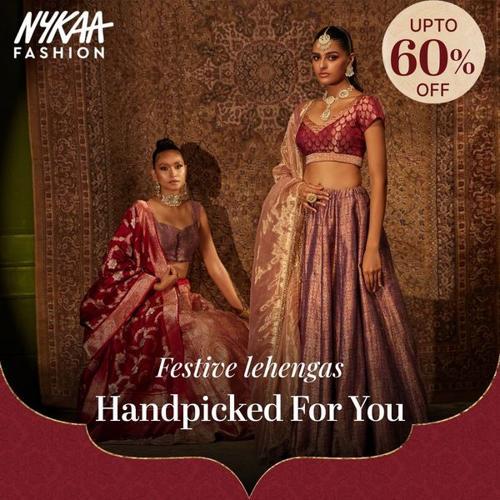 NYKAA
FASHION
UPTO
60%
OFF
Festive lehengas
Handpicked For You